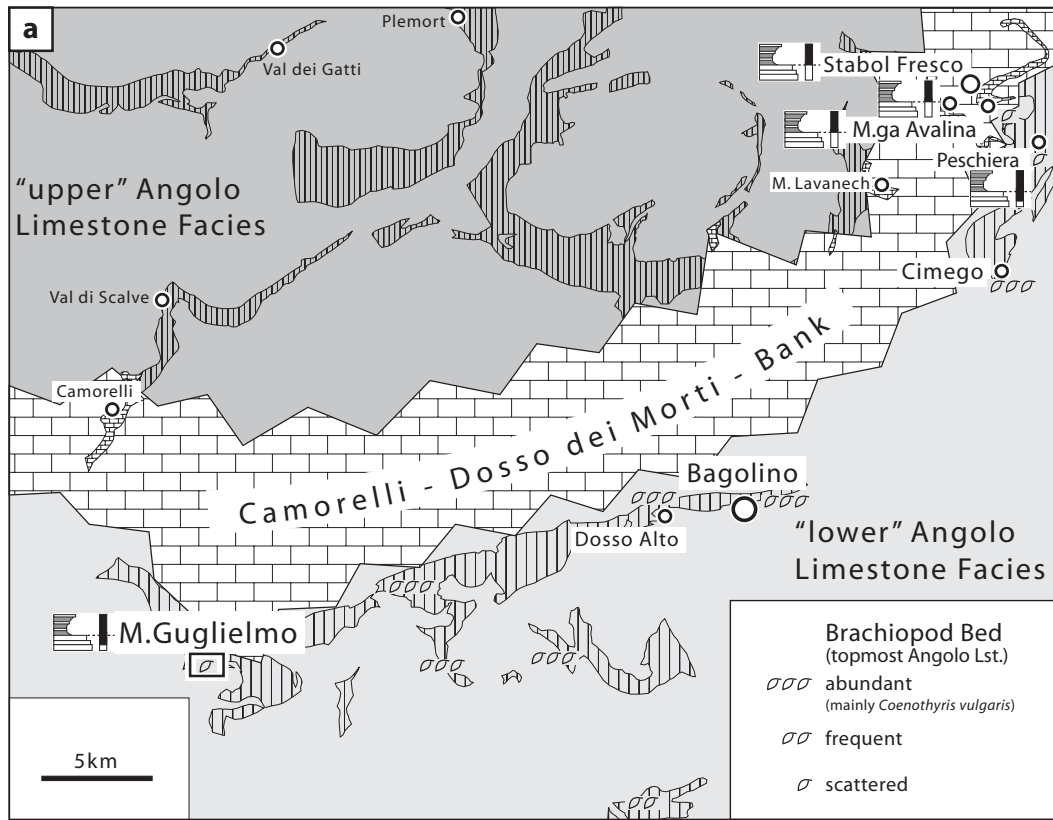 a
Plemort
Val dei Gatti
Stabol Fresco
M.ga Avalina
Peschiera
"upper" Angolo
Limestone Facies
M. Lavanech
Cimego
Val di Scalve
Camorelli
Camorelli - Dosso dei Morti - Bank
Bagolino
Dosso Alto
"lower" Angolo
Limestone Facies
M.Guglielmo
5km
Brachiopod Bed
(topmost Angolo Lst.)
abundant
(mainly Coenothyris vulgaris)
frequent
scattered